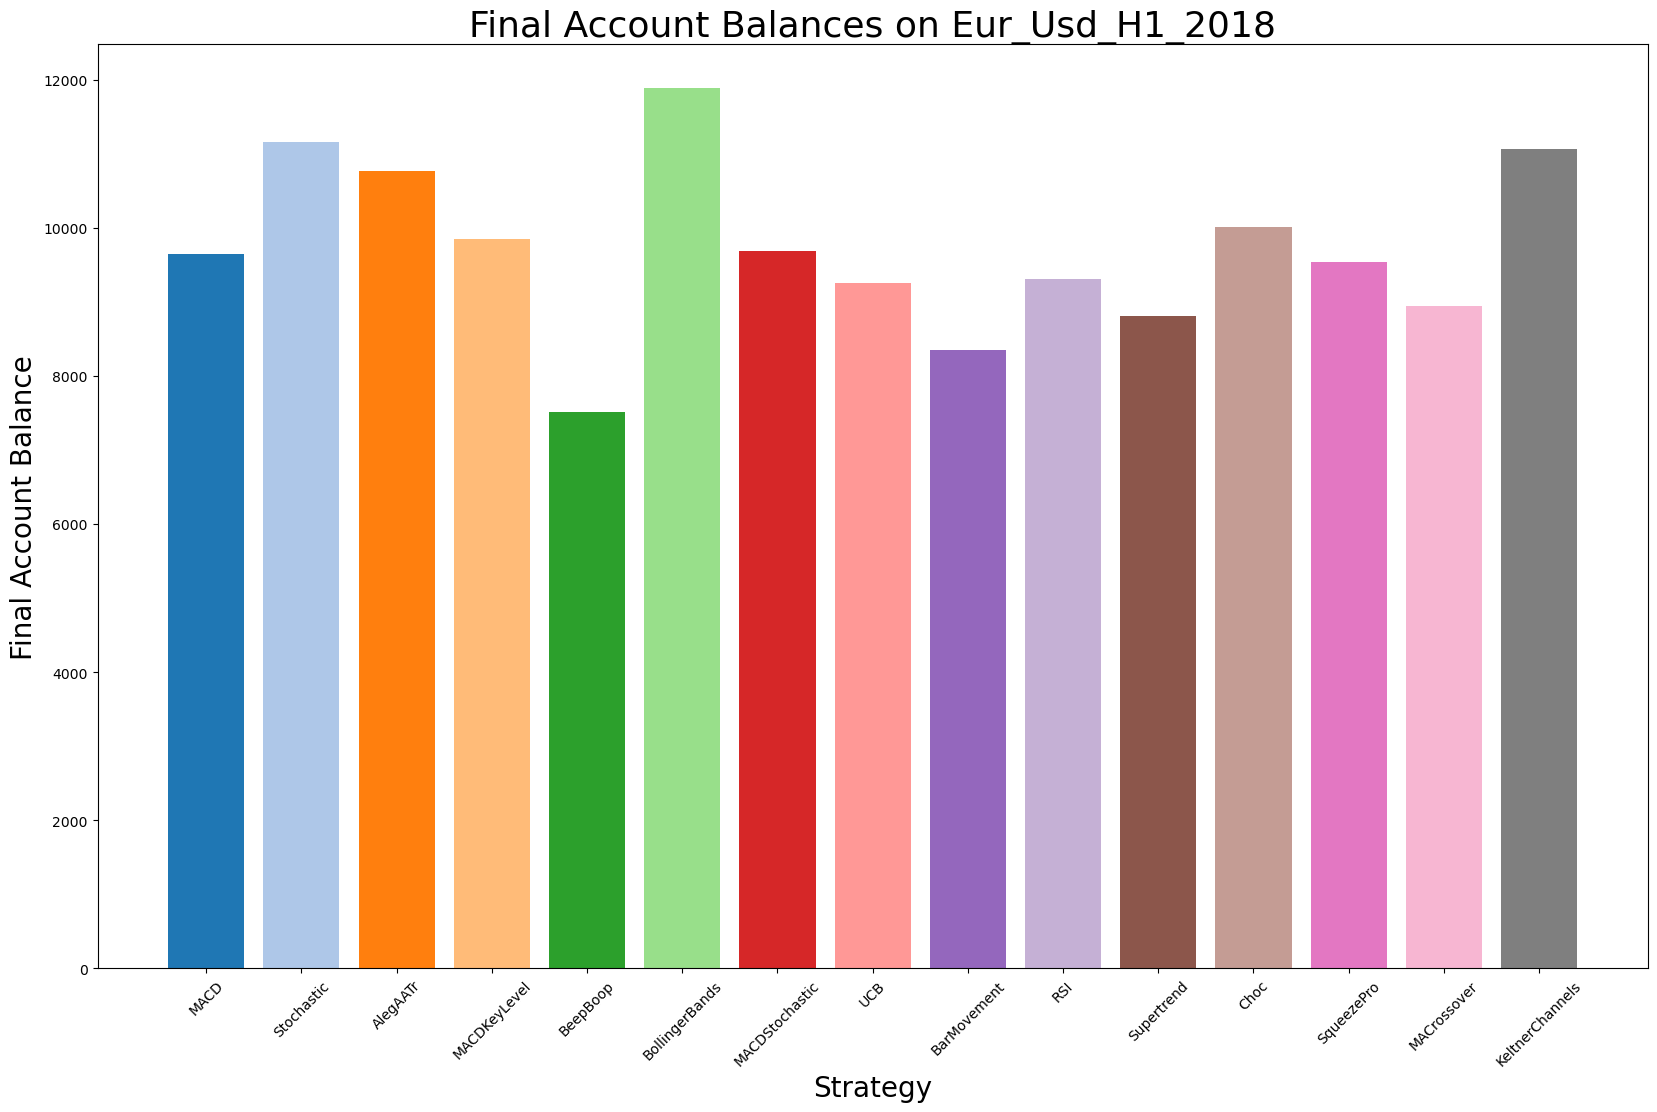 Final Account Balances on Eur_Usd_H1_2018
Final Account Balance
12000
10000
8000
6000
4000
2000
0
MACD
Stochastic
AlegAATr
MACDKeyLevel
BeepBoop
BollingerBands
MACDStochastic
UCB
BarMovement
RSI
Supertrend
Choc
SqueezePro
MACrossover
KeltnerChannels
Strategy